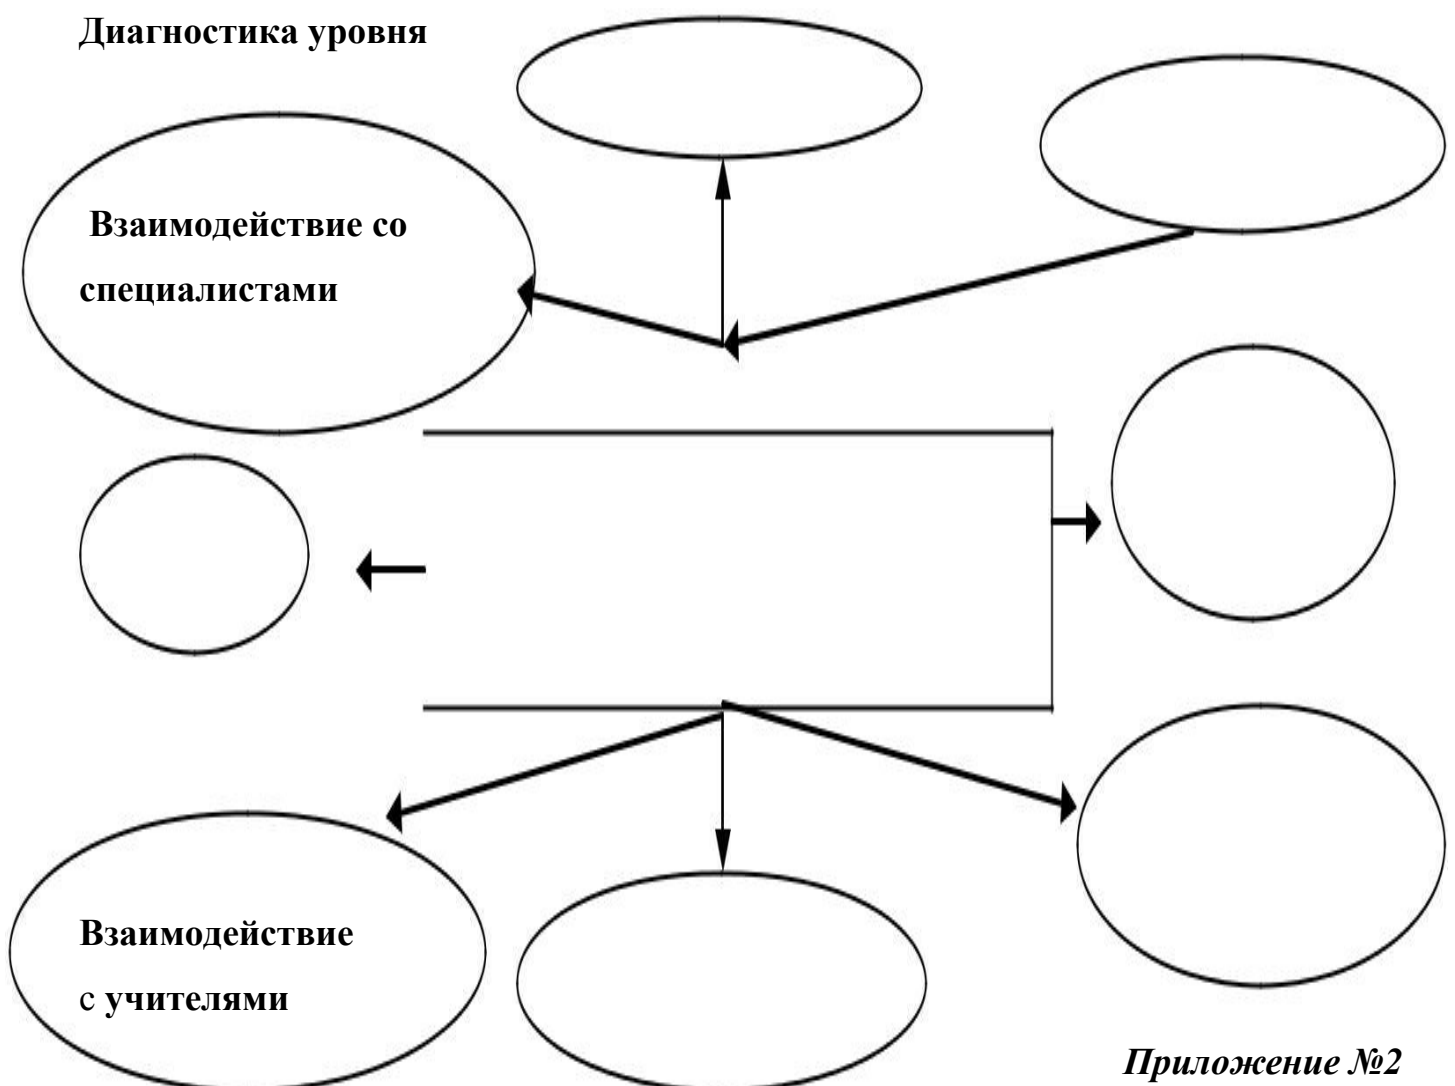 Диагностика уровня
Взаимодействие со
специалистами
Взаимодействие
с учителями
Приложение №2